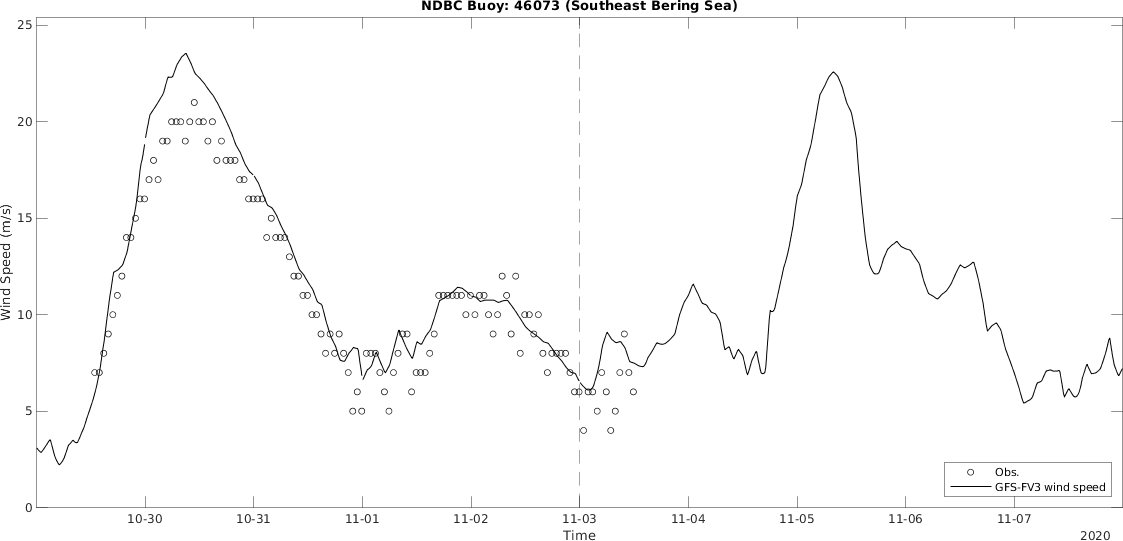 NDBC Buoy: 46073 (Southeast Bering Sea)
25
20
15
10
5
0
Wind Speed (m/s)
10-30 10-31 11-01 11-02 11-03 11-04 11-05 11-06 11-07
Time
2020
Obs.
GFS-FV3 wind speed